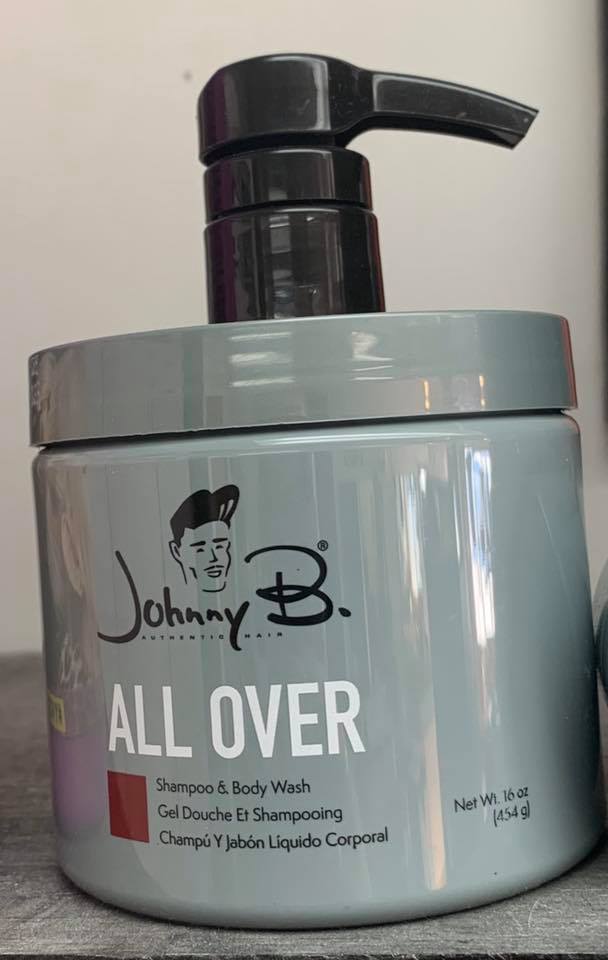 Johnny B.®
AUTHENTIC HAIR
ALL OVER
Shampoo & Body Wash
Gel Douche Et Shampooing
Champú Y Jabón Líquido Corporal
Net Wt. 16 oz
(454 g)